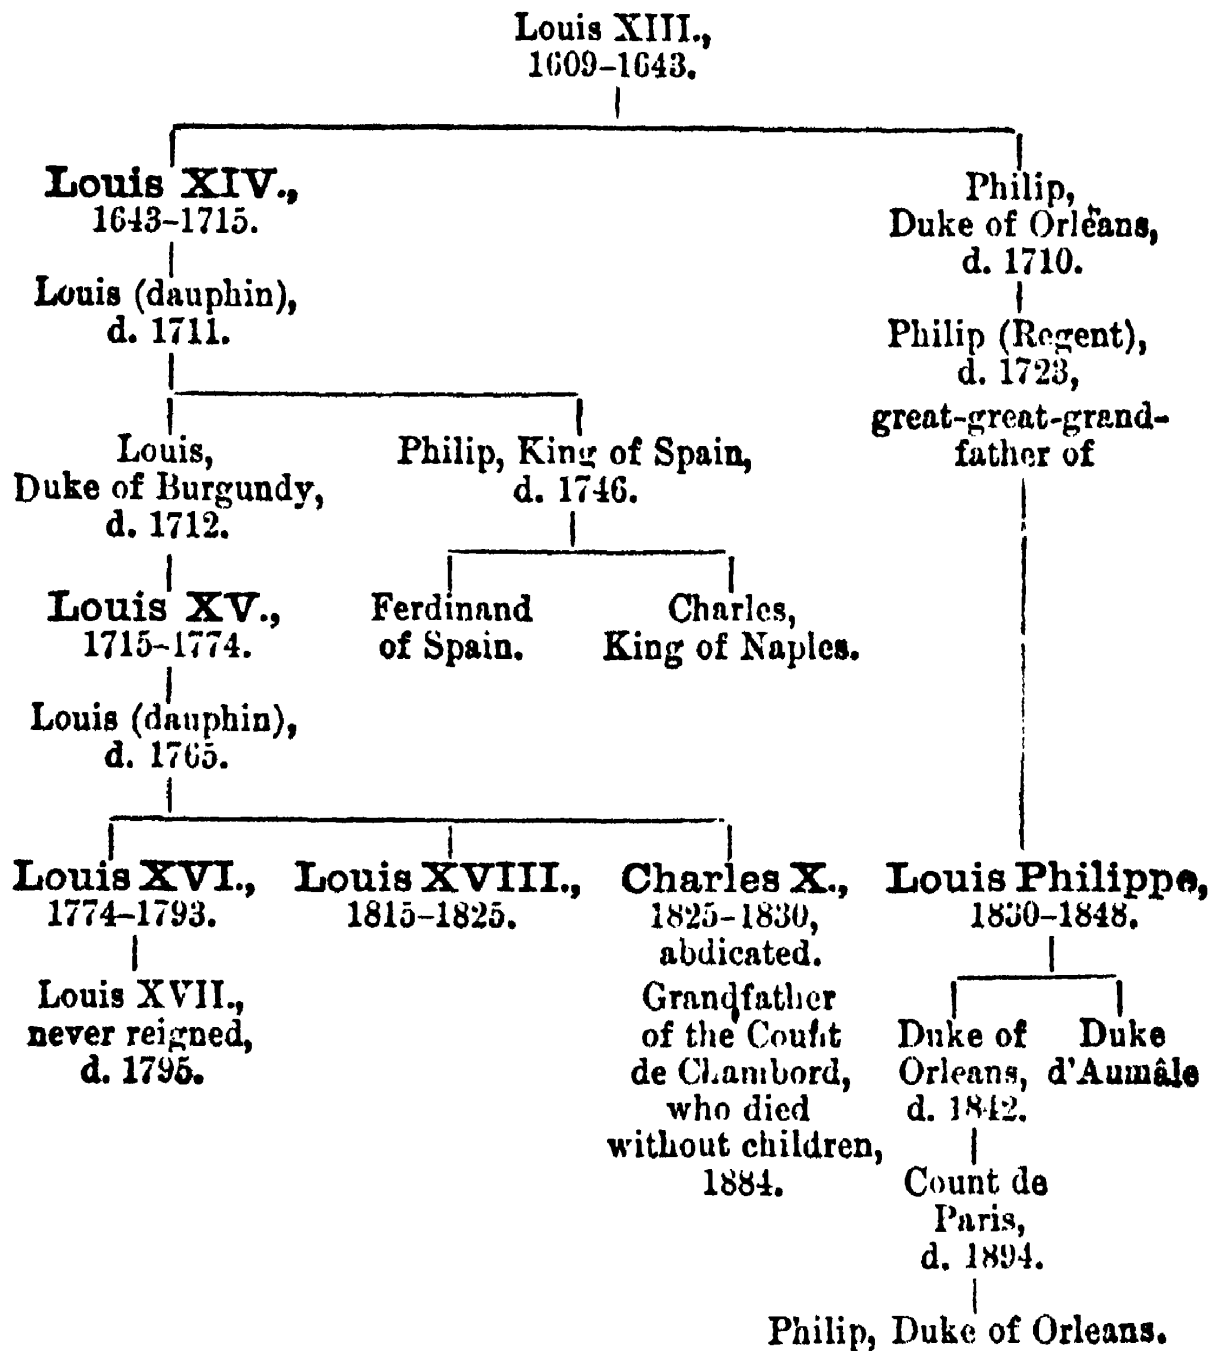 Louis XIII.,
1609-1643.
Louis XIV.,
1643-1715.
Philip,
Duke of Orleans,
d. 1710.
Louis (dauphin),
d. 1711.
Philip (Regent),
d. 1723,
great-great-grand-
father of
Louis,
Duke of Burgundy,
d. 1712.
Philip, King of Spain,
d. 1746.
Louis XV.,
1715-1774.
Ferdinand
of Spain.
Charles,
King of Naples.
Louis (dauphin),
d. 1765.
Louis XVI.,
1774-1793.
Louis XVIII.,
1815-1825.
Charles X.,
1825-1830,
abdicated.
Louis Philippe,
1830-1848.
Louis XVII.,
never reigned,
d. 1795.
Grandfather
of the Count
de Chambord,
who died
without children,
1884.
Duke of
Orleans,
d. 1842.
Duke
d'Aumâle
Count de
Paris,
d. 1894.
Philip, Duke of Orleans.